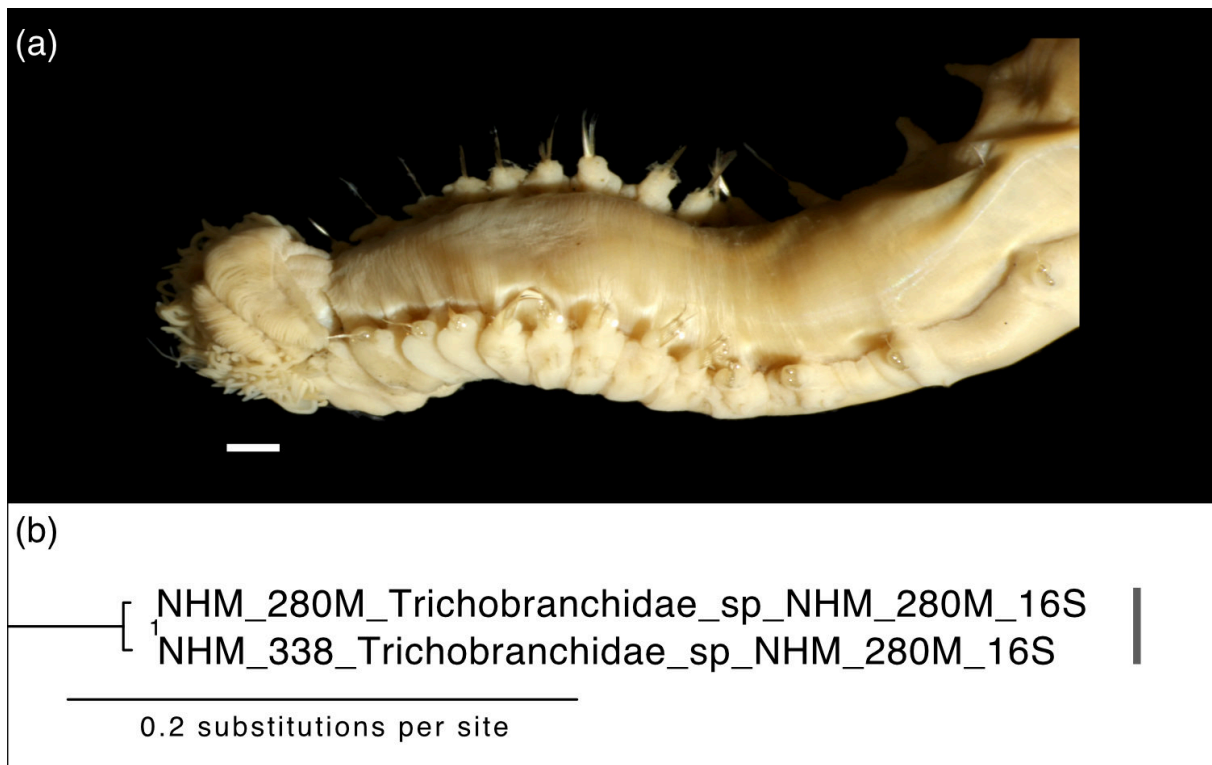 (a)
(b)
NHM_280M_Trichobranchidae_sp_NHM_280M_16S
1
NHM_338_Trichobranchidae_sp_NHM_280M_16S
0.2 substitutions per site